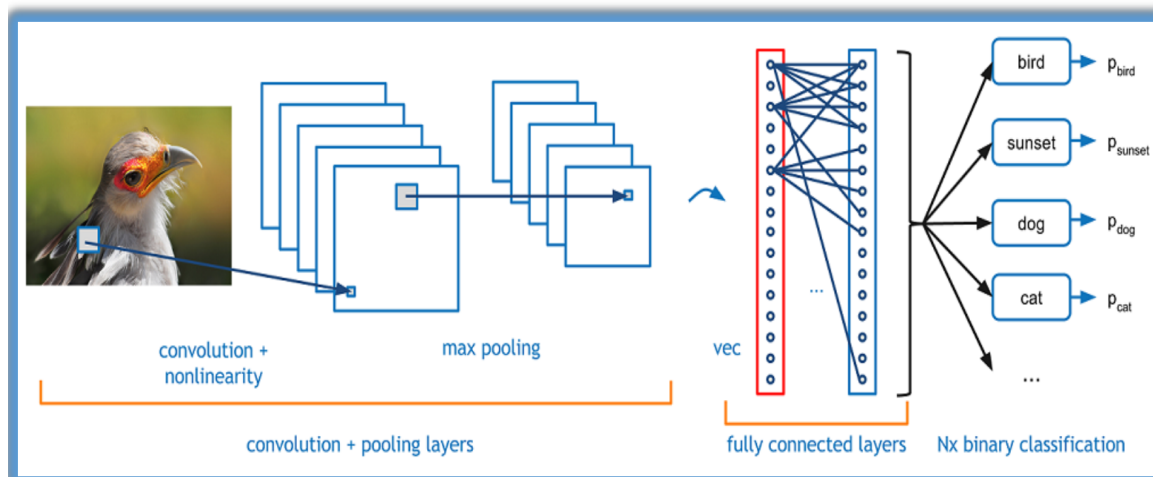 bird
p_bird
sunset
p_sunset
dog
p_dog
cat
p_cat
...
...
convolution +
nonlinearity
max pooling
vec
convolution + pooling layers
fully connected layers
Nx binary classification